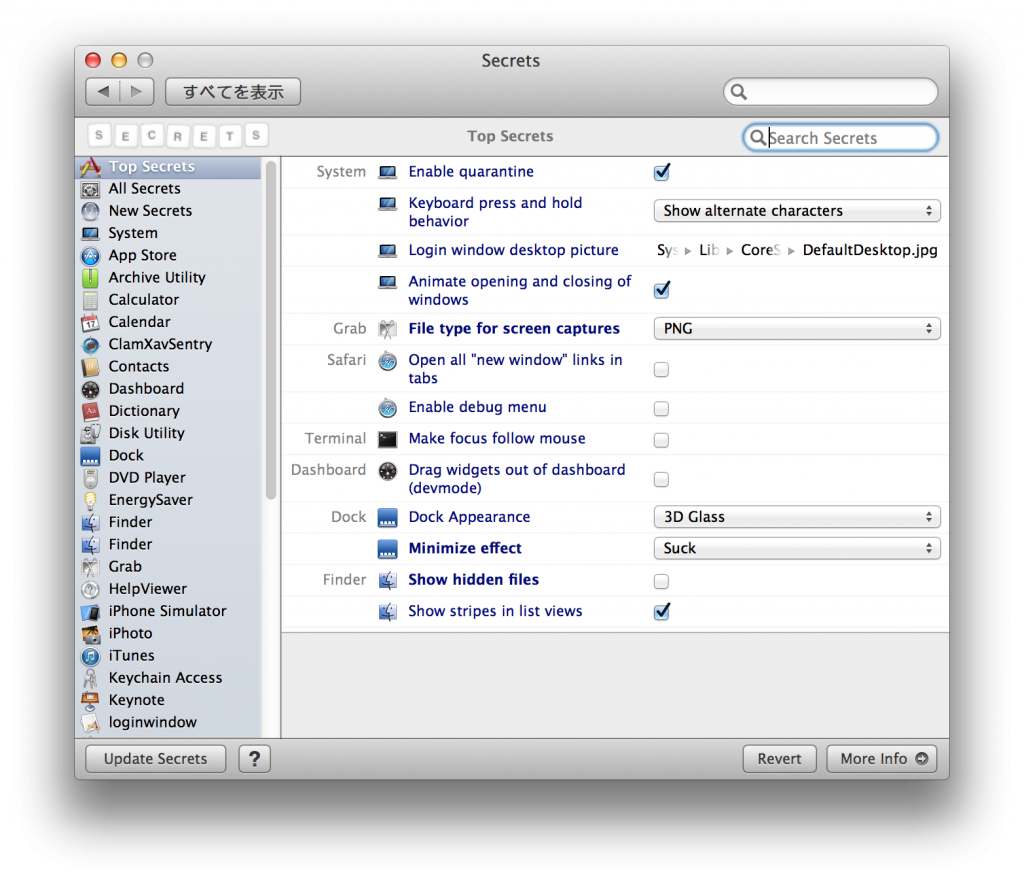 Secrets
すべてを表示
S E C R E T S
Top Secrets
Search Secrets
Top Secrets
All Secrets
New Secrets
System
App Store
Archive Utility
Calculator
Calendar
ClamXavSentry
Contacts
Dashboard
Dictionary
Disk Utility
Dock
DVD Player
EnergySaver
Finder
Finder
Grab
HelpViewer
iPhone Simulator
iPhoto
iTunes
Keychain Access
Keynote
loginwindow
System Enable quarantine
Keyboard press and hold
behavior
Show alternate characters
Login window desktop picture Sys ▸ Lib ▸ CoreS ▸ DefaultDesktop.jpg
Animate opening and closing of
windows
Grab File type for screen captures PNG
Safari Open all "new window" links in
tabs
Enable debug menu
Terminal Make focus follow mouse
Dashboard Drag widgets out of dashboard
(devmode)
Dock Dock Appearance 3D Glass
Minimize effect Suck
Finder Show hidden files
Show stripes in list views
Update Secrets ? Revert More Info